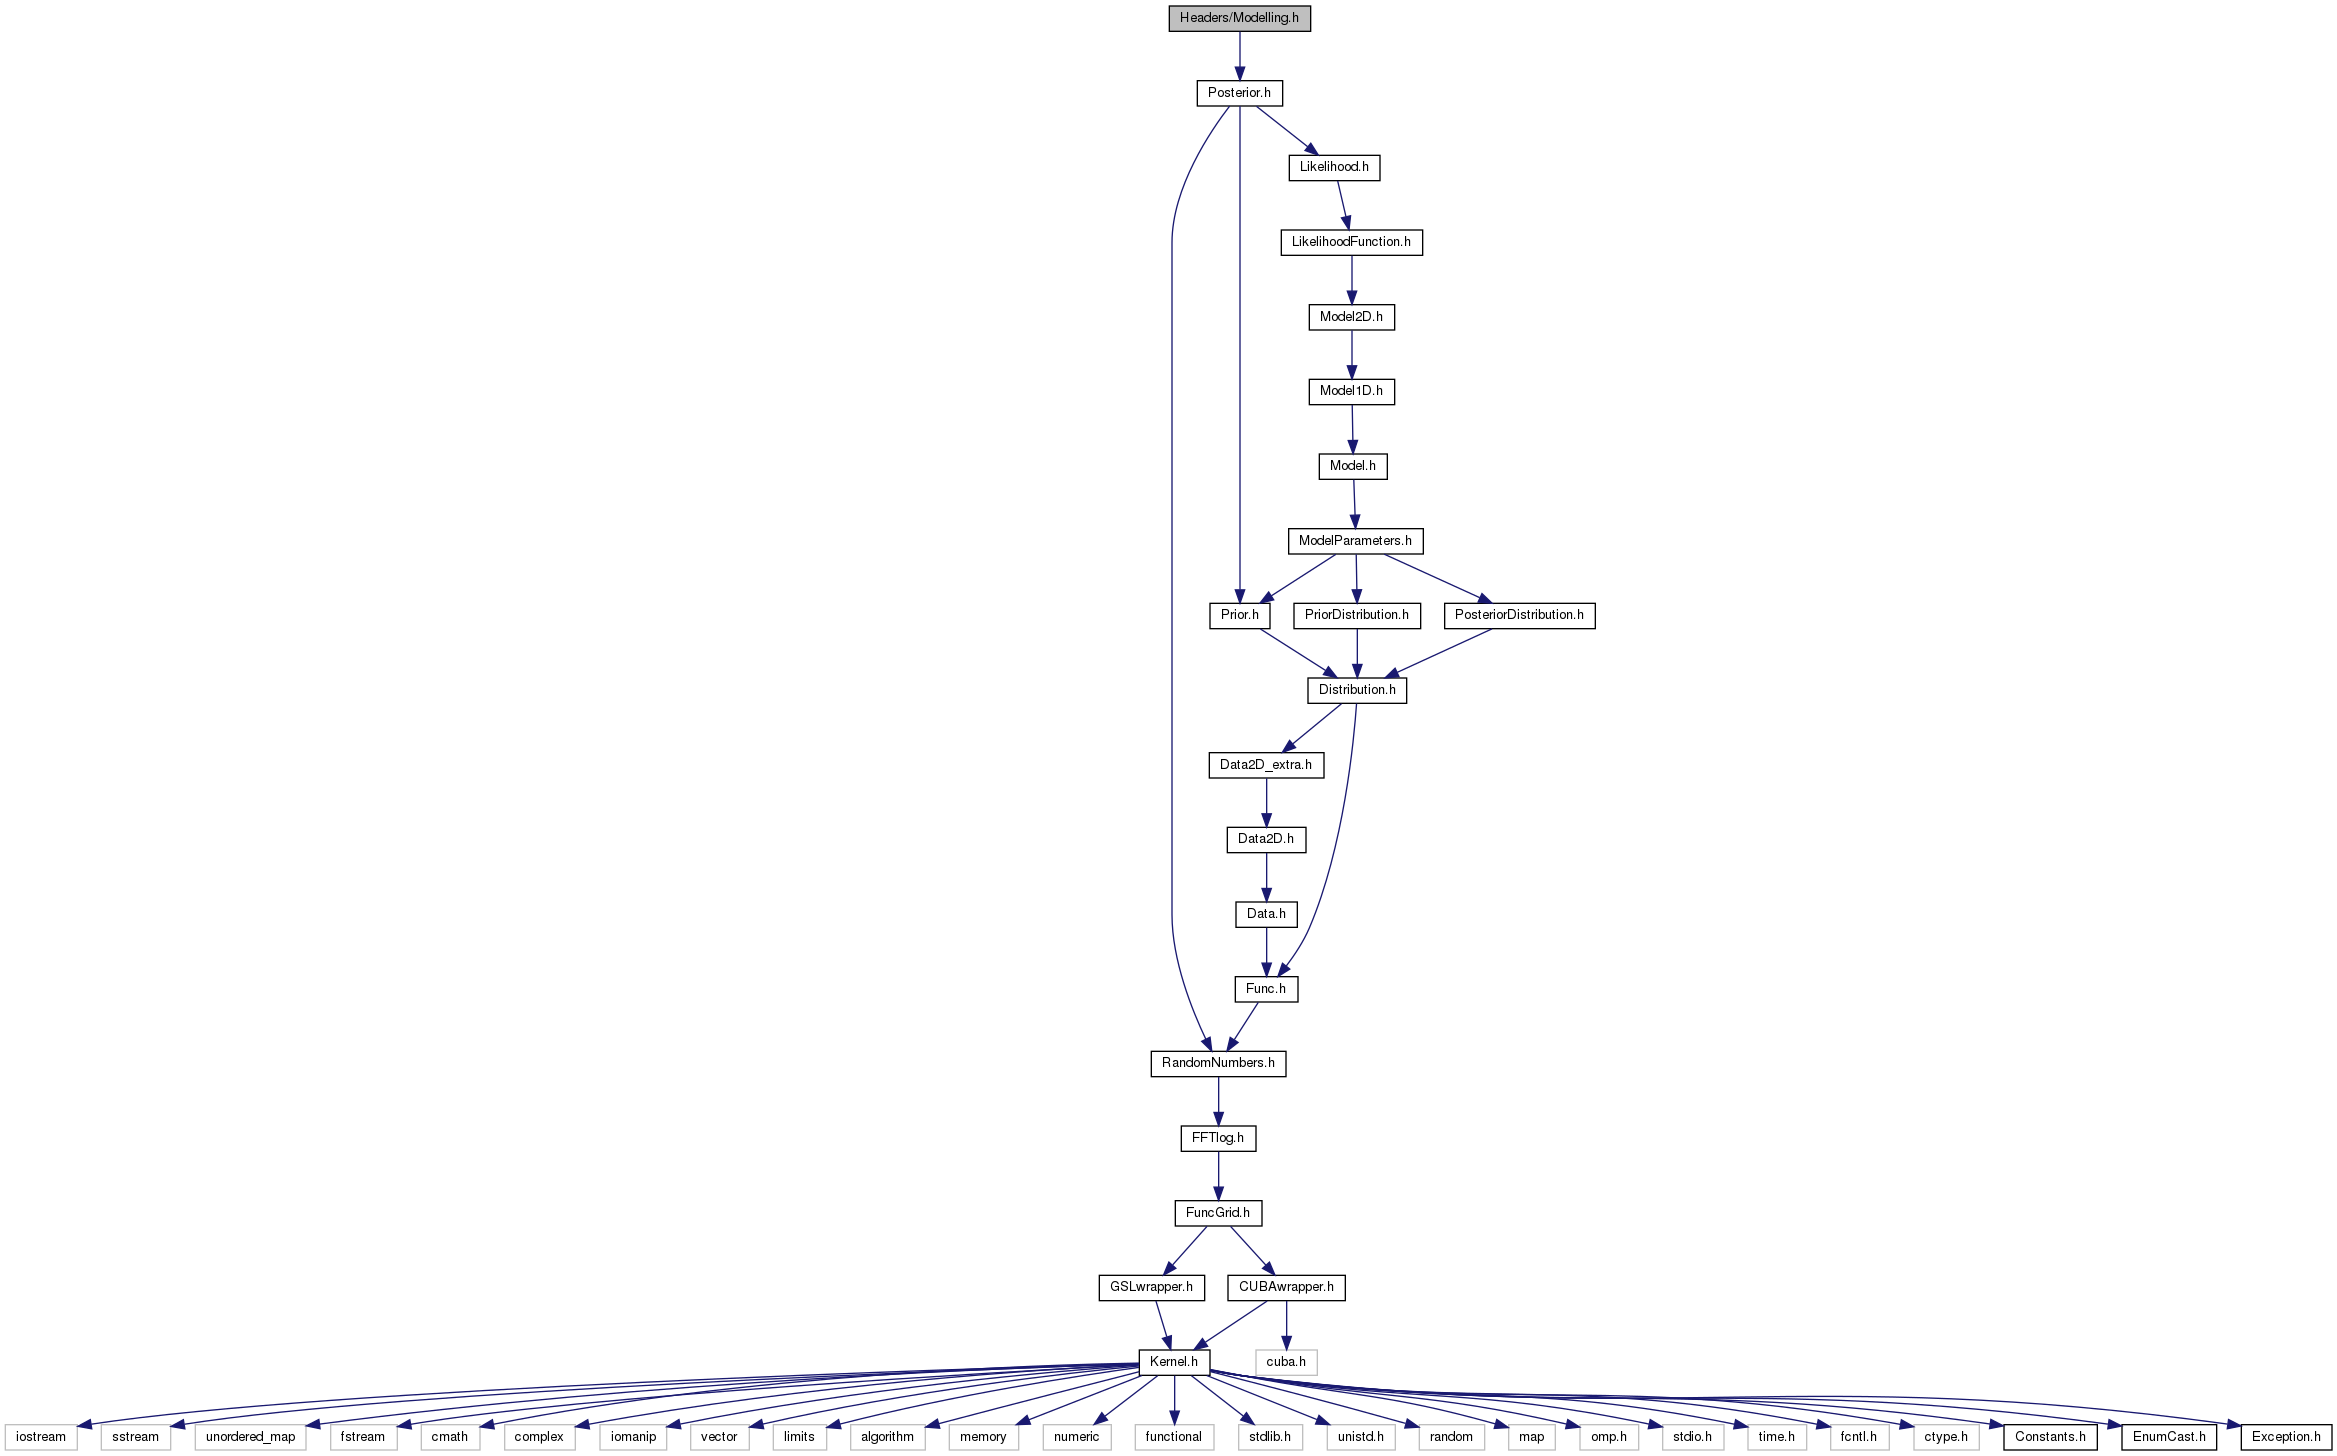 Headers/Modelling.h
Posterior.h
Likelihood.h
LikelihoodFunction.h
Model2D.h
Model1D.h
Model.h
ModelParameters.h
Prior.h
PriorDistribution.h
PosteriorDistribution.h
Distribution.h
Data2D_extra.h
Data2D.h
Data.h
Func.h
RandomNumbers.h
FFTlog.h
FuncGrid.h
GSLwrapper.h
CUBAwrapper.h
Kernel.h
cuba.h
iostream
sstream
unordered_map
fstream
cmath
complex
iomanip
vector
limits
algorithm
memory
numeric
functional
stdlib.h
unistd.h
random
map
omp.h
stdio.h
time.h
fcntl.h
ctype.h
Constants.h
EnumCast.h
Exception.h